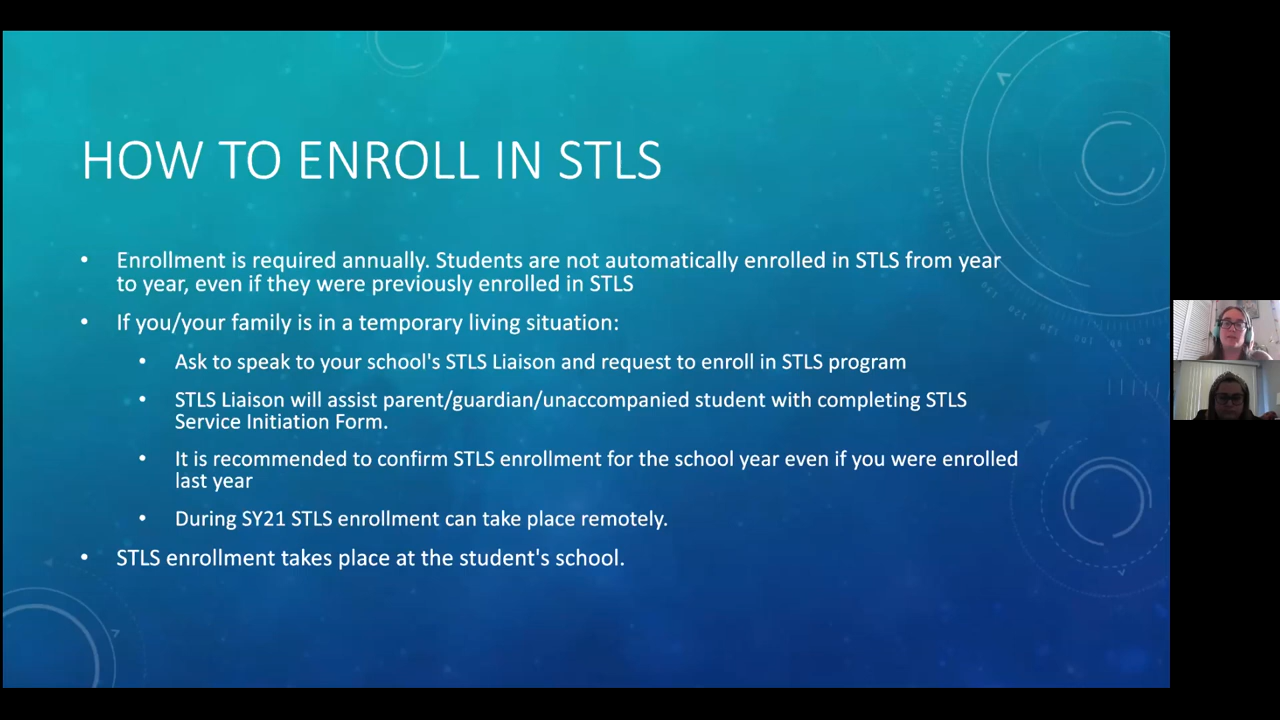 HOW TO ENROLL IN STLS
• Enrollment is required annually. Students are not automatically enrolled in STLS from year
to year, even if they were previously enrolled in STLS
• If you/your family is in a temporary living situation:
• Ask to speak to your school's STLS Liaison and request to enroll in STLS program
• STLS Liaison will assist parent/guardian/unaccompanied student with completing STLS
Service Initiation Form.
• It is recommended to confirm STLS enrollment for the school year even if you were enrolled
last year
• During SY21 STLS enrollment can take place remotely.
• STLS enrollment takes place at the student's school.